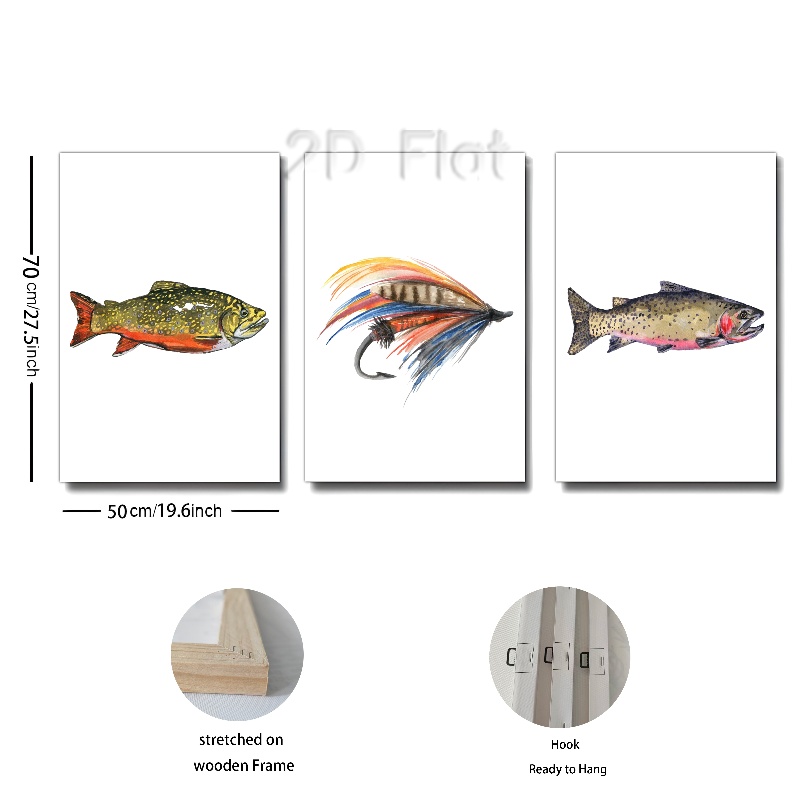 2D Flat
70 cm/27.5inch
50cm/19.6inch
stretched on
wooden Frame
Hook
Ready to Hang